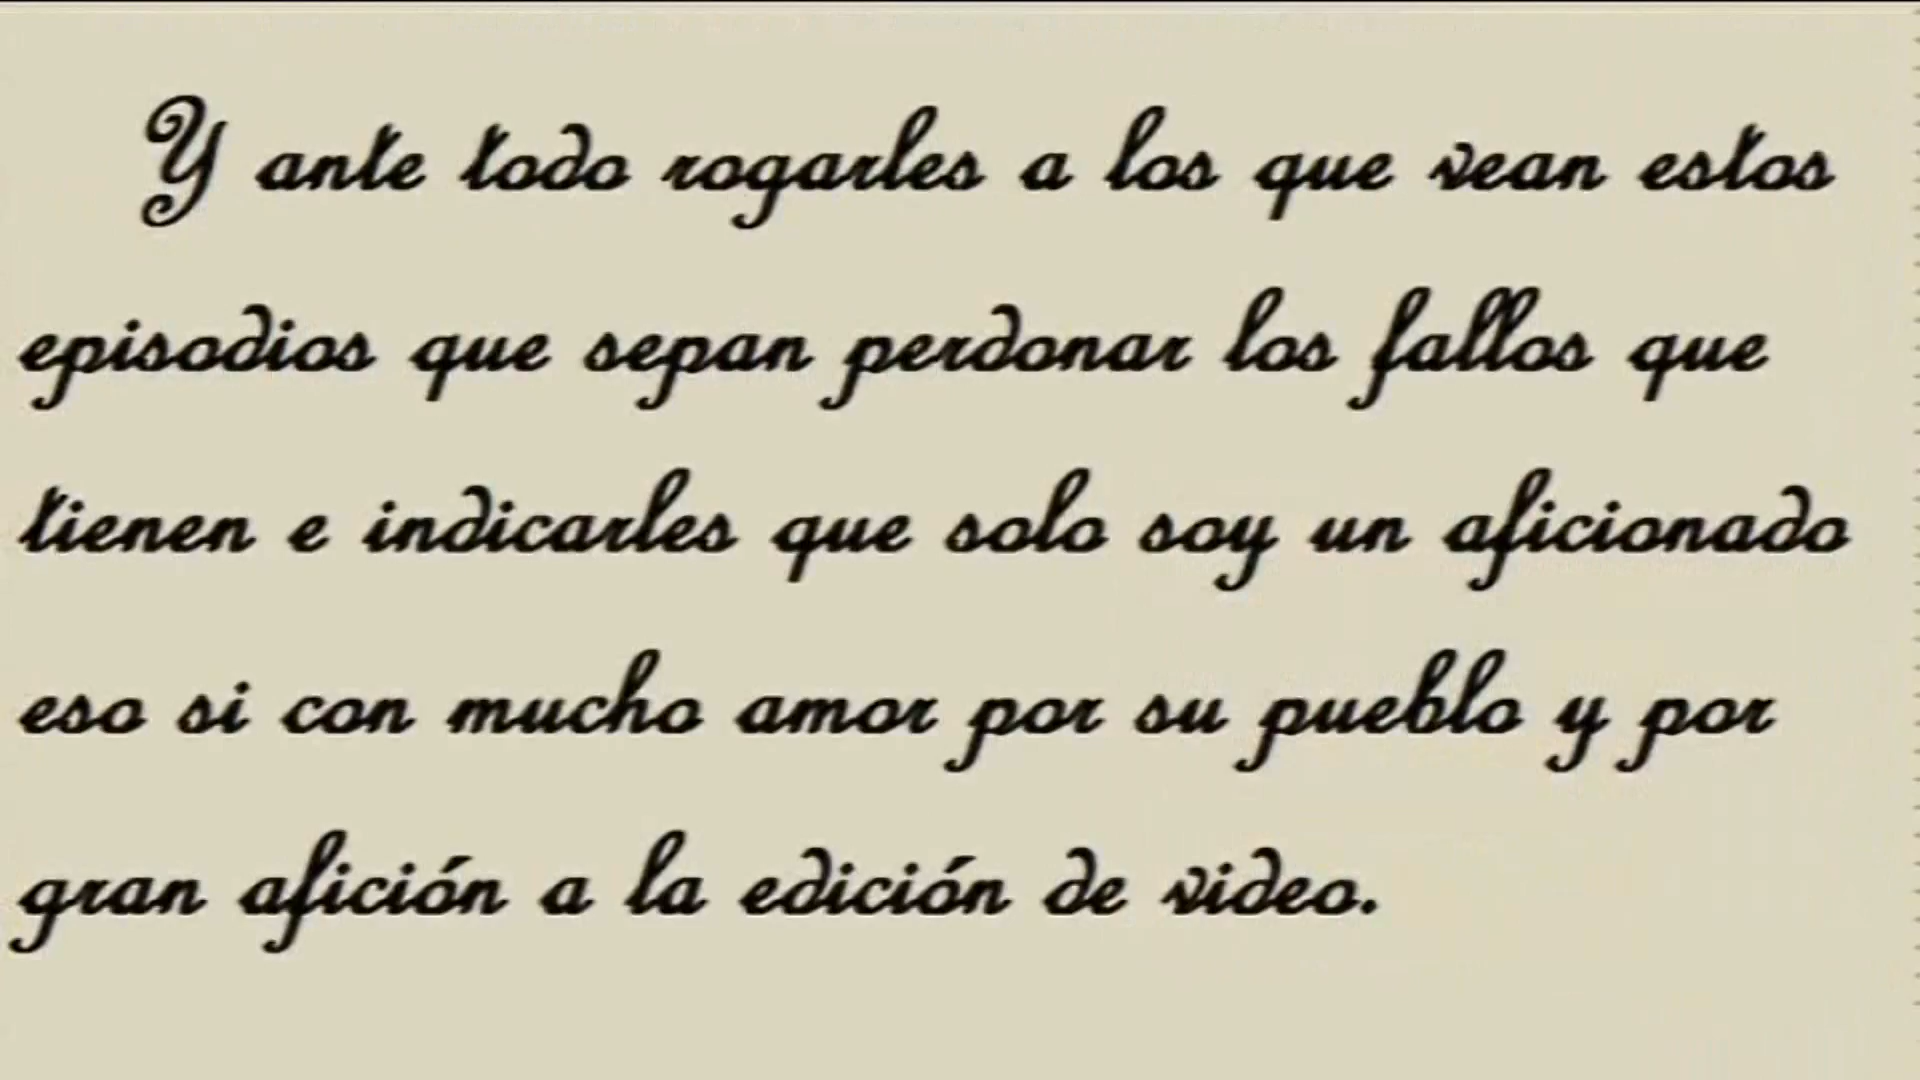 Y ante todo rogarles a los que vean estos
episodios que sepan perdonar los fallos que
tienen e indicarles que solo soy un aficionado
eso si con mucho amor por su pueblo y por
gran afición a la edición de video.